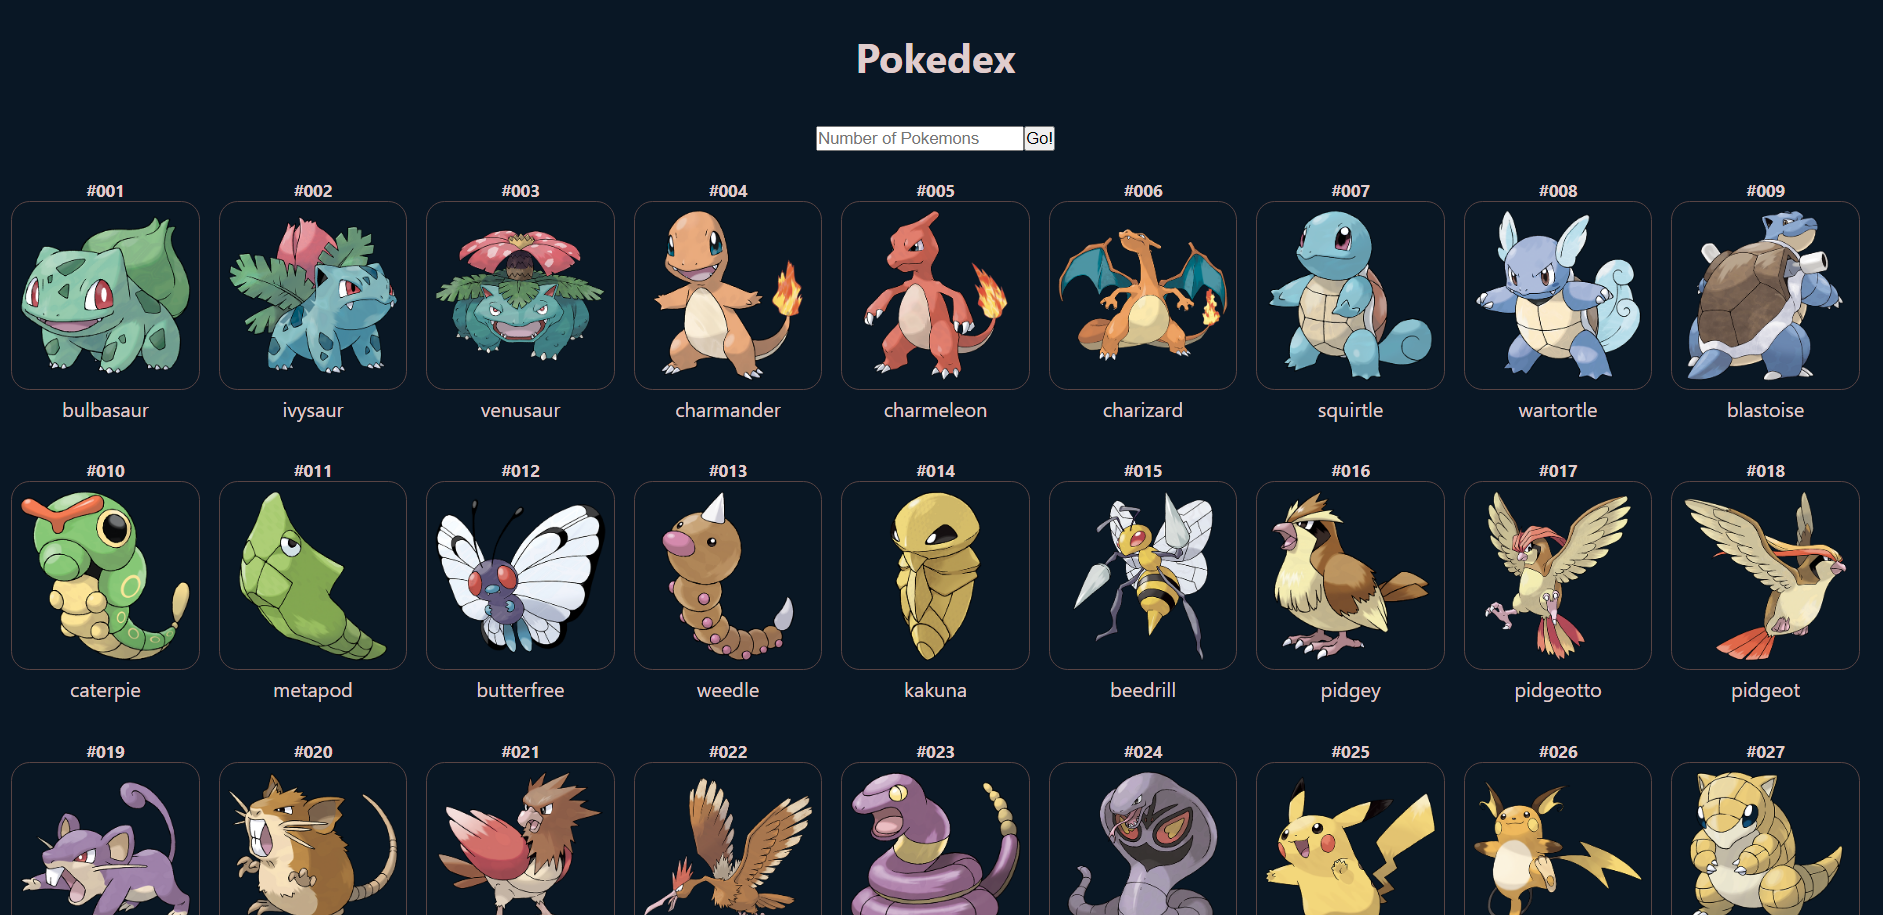 Pokedex
Number of Pokemons Go!
#001 #002 #003 #004 #005 #006 #007 #008 #009
bulbasaur ivysaur venusaur charmander charmeleon charizard squirtle wartortle blastoise
#010 #011 #012 #013 #014 #015 #016 #017 #018
caterpie metapod butterfree weedle kakuna beedrill pidgey pidgeotto pidgeot
#019 #020 #021 #022 #023 #024 #025 #026 #027